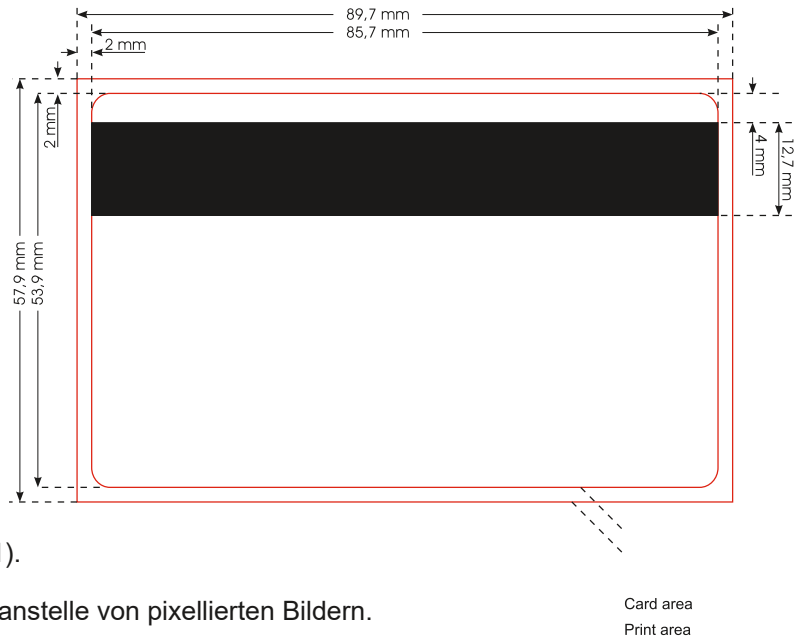 89,7 mm
85,7 mm
2 mm
2 mm
4 mm
12,7 mm
57,9 mm
53,9 mm
).
anstelle von pixellierten Bildern.
Card area
Print area